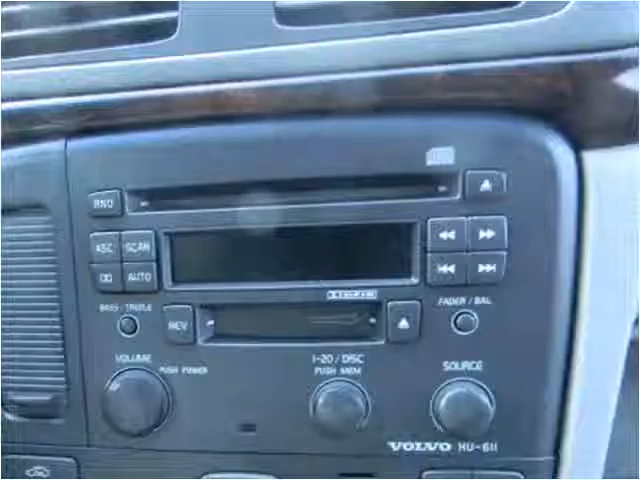 RND
ASC SCAN
AUTO
BASS/TREBLE
REV
FADER/BAL
VOLUME
PUSH POWER
1-20/DISC
PUSH MEM
SOURCE
VOLVO HU-611